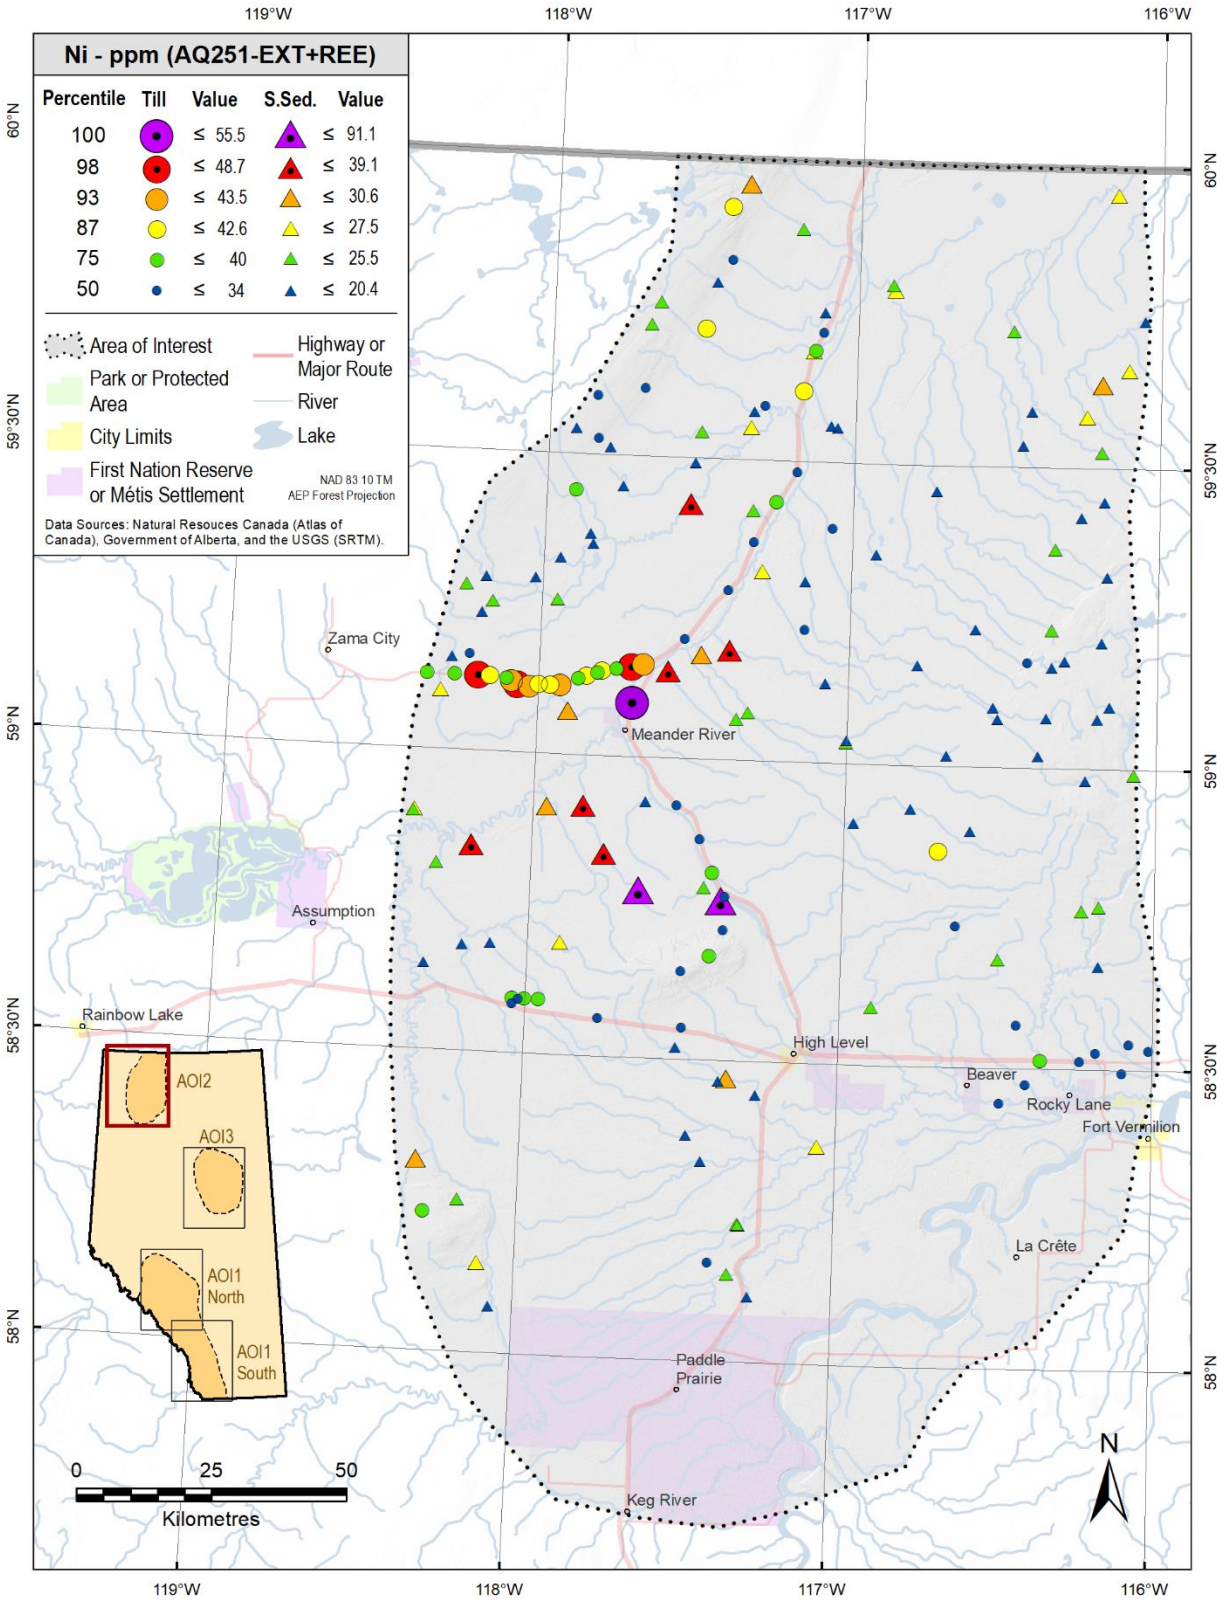 119°W 118°W 117°W 116°W
Ni - ppm (AQ251-EXT+REE)
Percentile Till Value S.Sed. Value
100 ≤ 55.5 ≤ 91.1
98 ≤ 48.7 ≤ 39.1
93 ≤ 43.5 ≤ 30.6
87 ≤ 42.6 ≤ 27.5
75 ≤ 40 ≤ 25.5
50 ≤ 34 ≤ 20.4
Area of Interest
Park or Protected
Area
City Limits
First Nation Reserve
or Métis Settlement
Highway or
Major Route
River
Lake
NAD 83 10 TM
AEP Forest Projection
Data Sources: Natural Resouces Canada (Atlas of
Canada), Government of Alberta, and the USGS (SRTM).
60°N
60°N
59°30'N
59°30'N
Zama City
59°N
Meander River
59°N
Assumption
Rainbow Lake
58°30'N
High Level
58°30'N
Beaver
Rocky Lane
Fort Vermilion
AOI2
AOI3
AOI1
North
AOI1
South
La Crête
58°N
Paddle
Prairie
58°N
Keg River
0 25 50
Kilometres
N
119°W 118°W 117°W 116°W